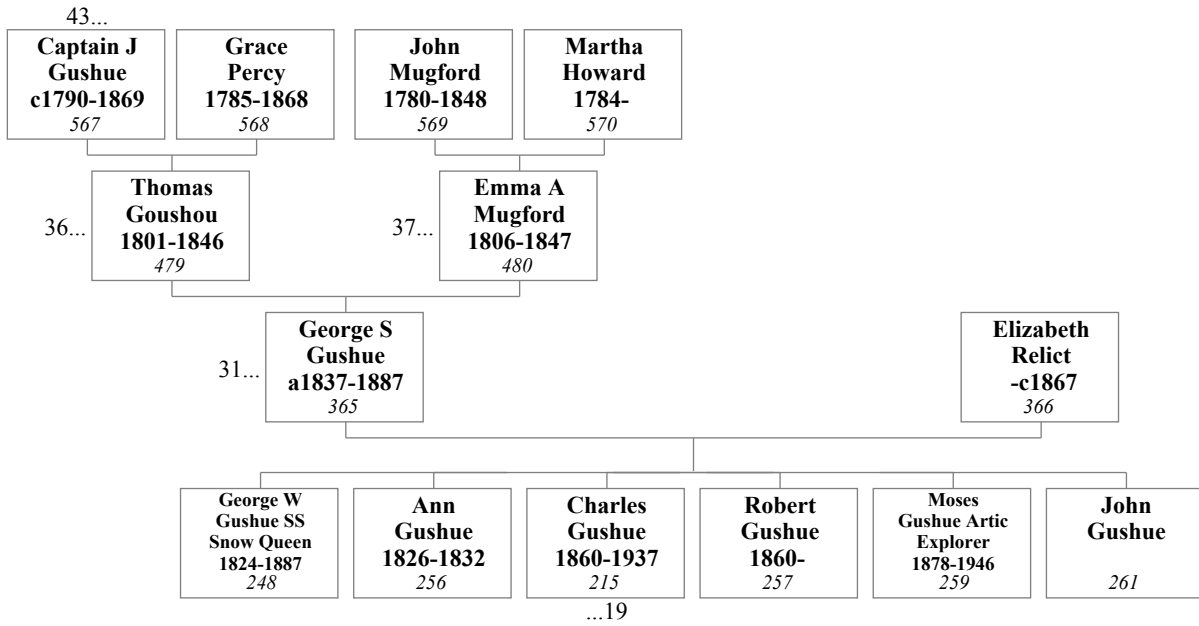 43...
Captain J
Gushue
c1790-1869
567
Grace
Percy
1785-1868
568
John
Mugford
1780-1848
569
Martha
Howard
1784-
570
36...
Thomas
Goushou
1801-1846
479
37...
Emma A
Mugford
1806-1847
480
31...
George S
Gushue
a1837-1887
365
Elizabeth
Relict
-c1867
366
George W
Gushue SS
Snow Queen
1824-1887
248
Ann
Gushue
1826-1832
256
Charles
Gushue
1860-1937
215
Robert
Gushue
1860-
257
Moses
Gushue Artic
Explorer
1878-1946
259
John
Gushue
261
...19